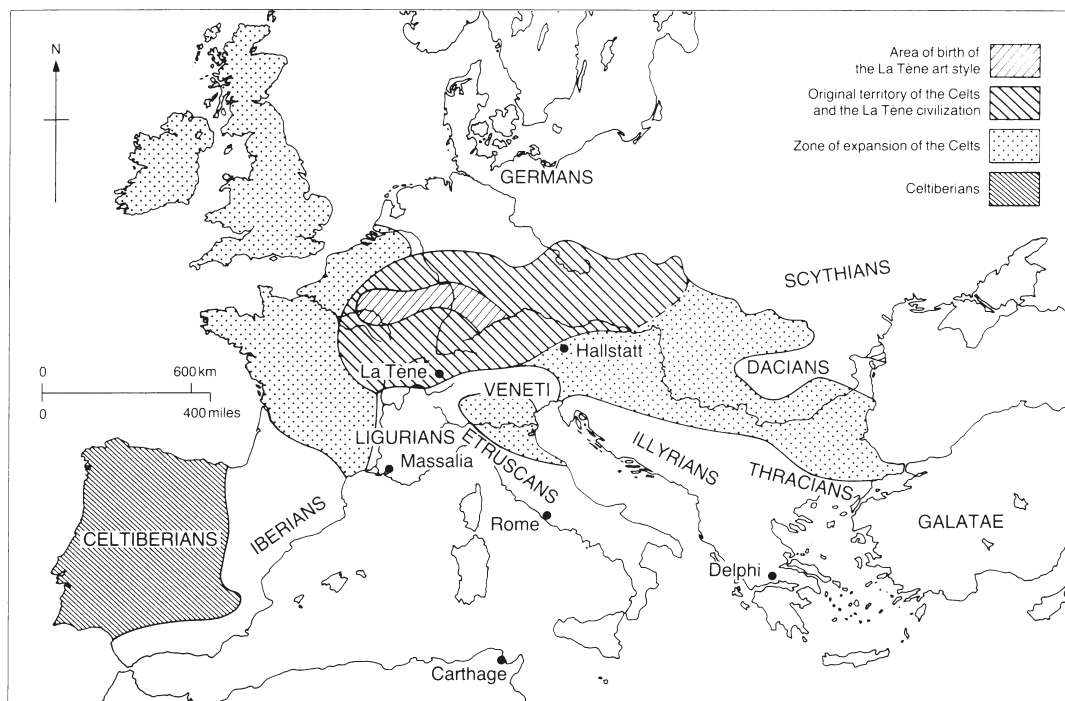 N
Area of birth of
the La Tène art style
Original territory of the Celts
and the La Tène civilization
Zone of expansion of the Celts
Celtiberians
GERMANS
SCYTHIANS
Hallstatt
La Tène
DACIANS
VENETI
0 600 km
0 400 miles
LIGURIANS
ETRUSCANS
Massalia
ILLYRIANS
THRACIANS
IBERIANS
Rome
GALATAE
CELTIBERIANS
Delphi
Carthage